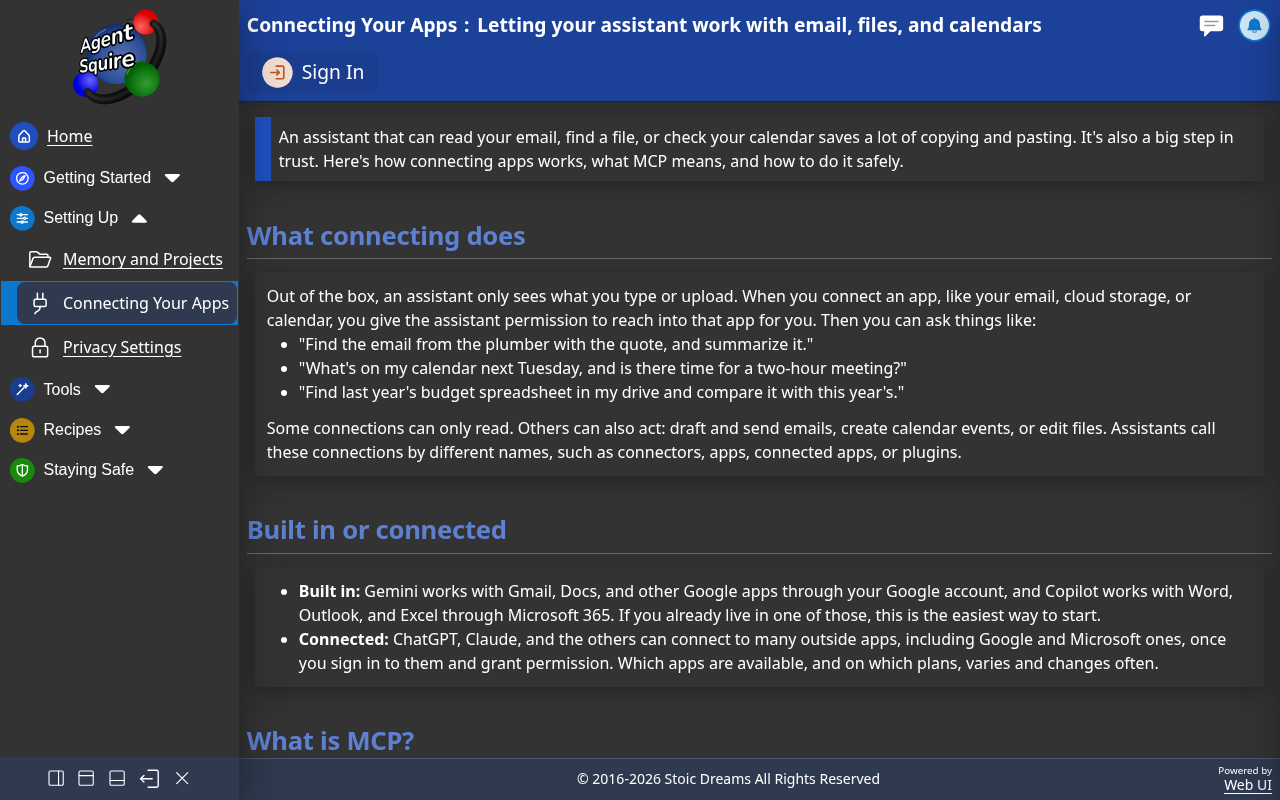 Agent
Squire
Home
Getting Started
Setting Up
Memory and Projects
Connecting Your Apps
Privacy Settings
Tools
Recipes
Staying Safe
Connecting Your Apps : Letting your assistant work with email, files, and calendars
Sign In
An assistant that can read your email, find a file, or check your calendar saves a lot of copying and pasting. It's also a big step in
trust. Here's how connecting apps works, what MCP means, and how to do it safely.
What connecting does
Out of the box, an assistant only sees what you type or upload. When you connect an app, like your email, cloud storage, or
calendar, you give the assistant permission to reach into that app for you. Then you can ask things like:
• "Find the email from the plumber with the quote, and summarize it."
• "What's on my calendar next Tuesday, and is there time for a two-hour meeting?"
• "Find last year's budget spreadsheet in my drive and compare it with this year's."
Some connections can only read. Others can also act: draft and send emails, create calendar events, or edit files. Assistants call
these connections by different names, such as connectors, apps, connected apps, or plugins.
Built in or connected
• Built in: Gemini works with Gmail, Docs, and other Google apps through your Google account, and Copilot works with Word,
Outlook, and Excel through Microsoft 365. If you already live in one of those, this is the easiest way to start.
• Connected: ChatGPT, Claude, and the others can connect to many outside apps, including Google and Microsoft ones, once
you sign in to them and grant permission. Which apps are available, and on which plans, varies and changes often.
What is MCP?
© 2016-2026 Stoic Dreams All Rights Reserved
Powered by
Web UI